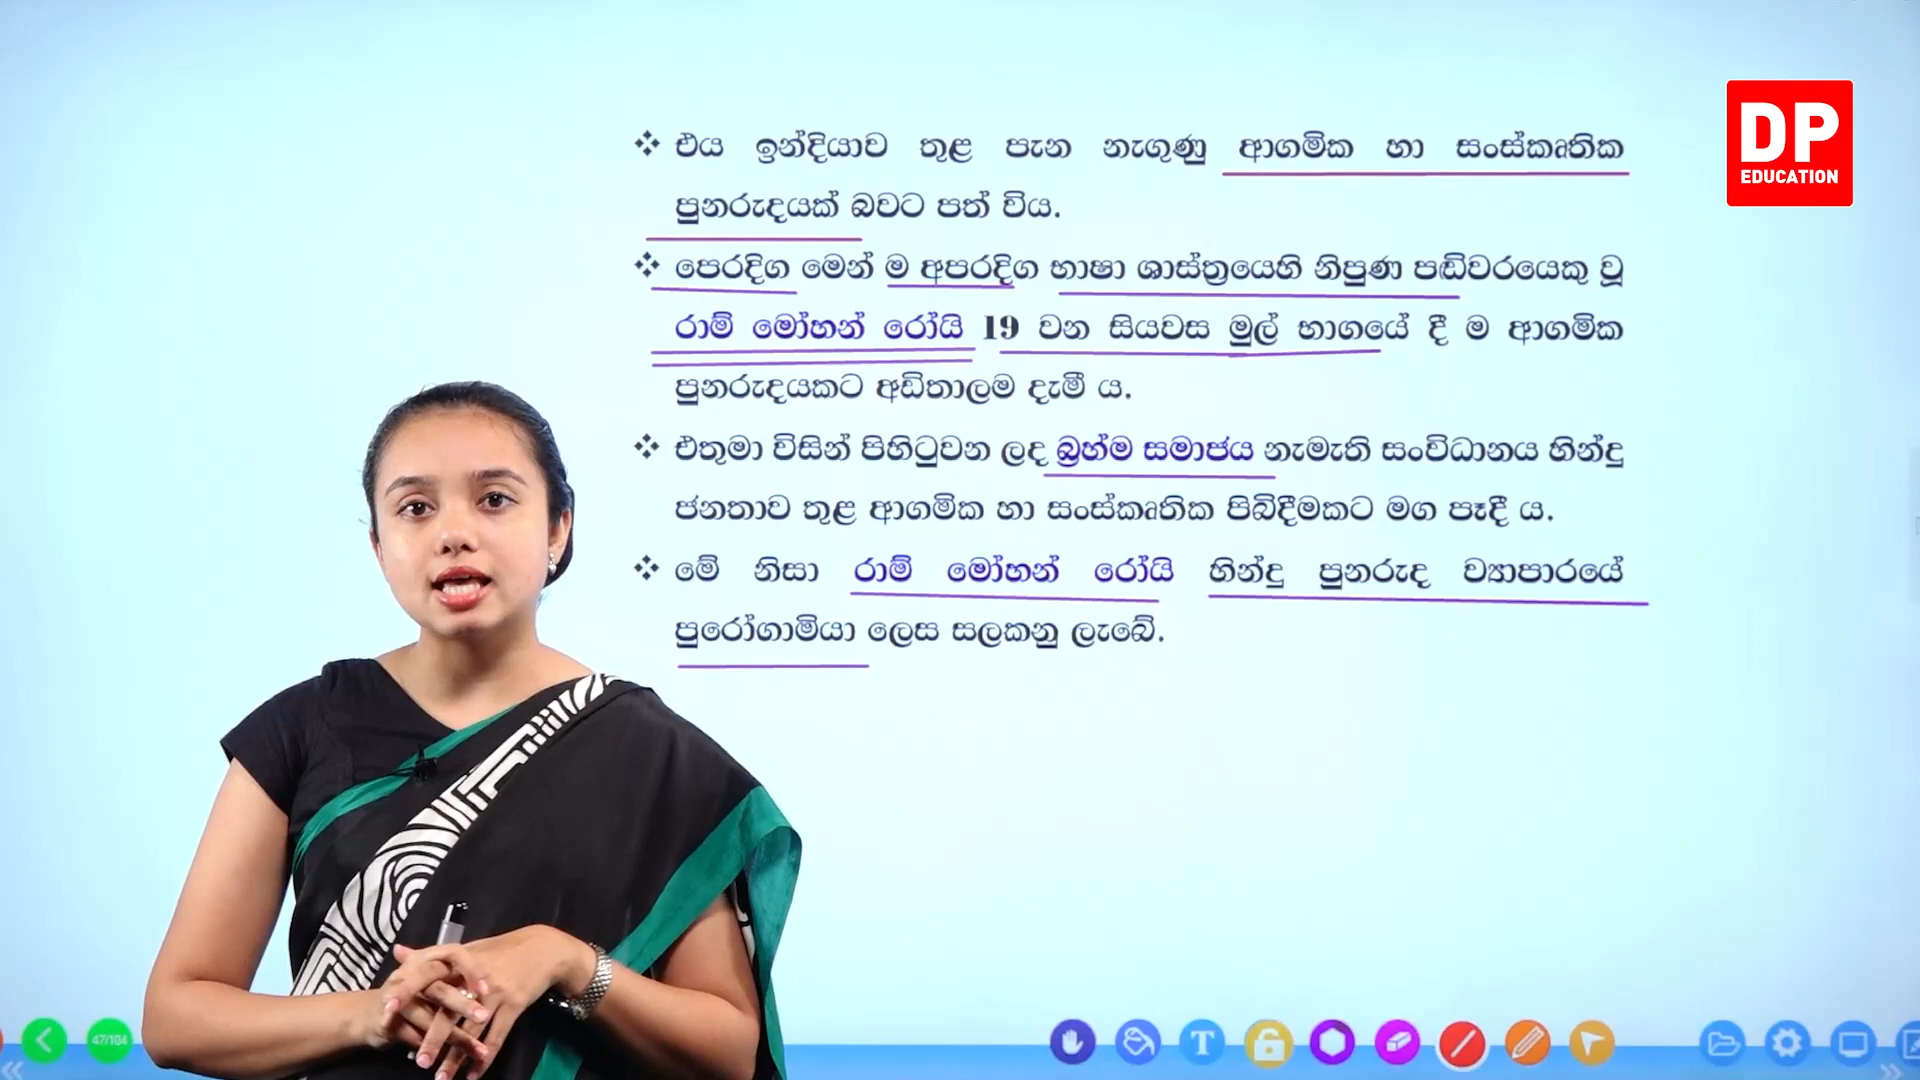 DP
EDUCATION
❖ එය ඉන්දියාව තුළ පැන නැගුණු ආගමික හා සංස්කෘතික
පුනරුදයක් බවට පත් විය.
❖ පෙරදිග මෙන් ම අපරදිග භාෂා ශාස්ත්‍රයෙහි නිපුණ පඬිවරයෙකු වූ
රාම් මෝහන් රෝයි 19 වන සියවස මුල් භාගයේ දී ම ආගමික
පුනරුදයකට අඩිතාලම දැමී ය.
❖ එතුමා විසින් පිහිටුවන ලද බ්‍රහ්ම සමාජය නැමැති සංවිධානය හින්දු
ජනතාව තුළ ආගමික හා සංස්කෘතික පිබිදීමකට මග පෑදී ය.
❖ මේ නිසා රාම් මෝහන් රෝයි හින්දු පුනරුද ව්‍යාපාරයේ
පුරෝගාමියා ලෙස සලකනු ලැබේ.
47/104
T